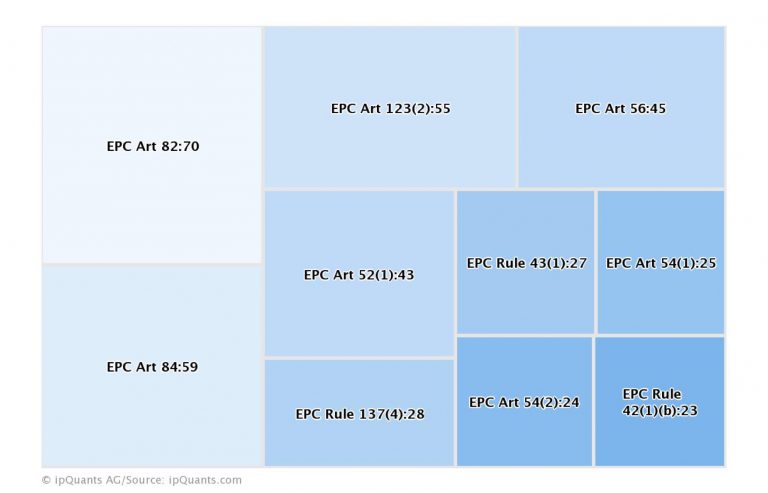 EPC Art 82:70
EPC Art 123(2):55
EPC Art 56:45
EPC Art 84:59
EPC Art 52(1):43
EPC Rule 43(1):27
EPC Art 54(1):25
EPC Rule 137(4):28
EPC Art 54(2):24
EPC Rule
42(1)(b):23
© ipQuants AG/Source: ipQuants.com